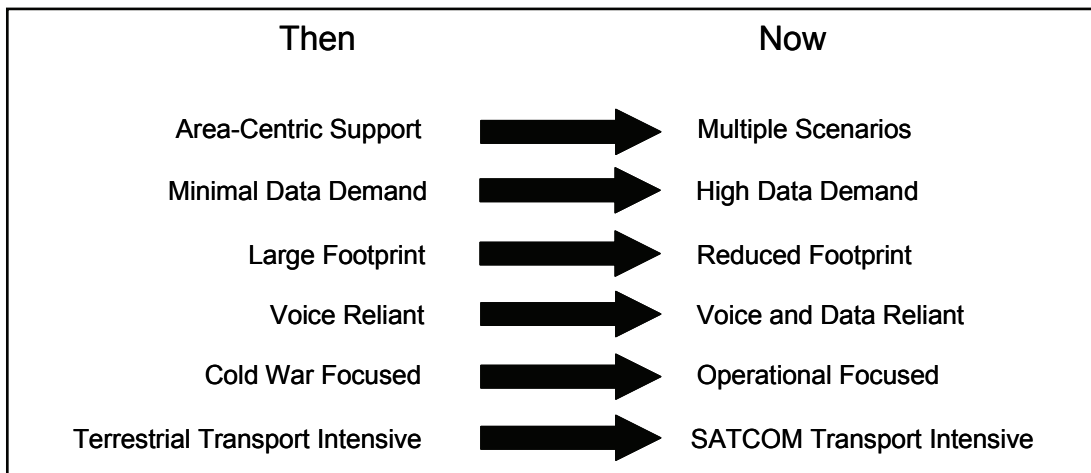 Then Now
Area-Centric Support Multiple Scenarios
Minimal Data Demand High Data Demand
Large Footprint Reduced Footprint
Voice Reliant Voice and Data Reliant
Cold War Focused Operational Focused
Terrestrial Transport Intensive SATCOM Transport Intensive